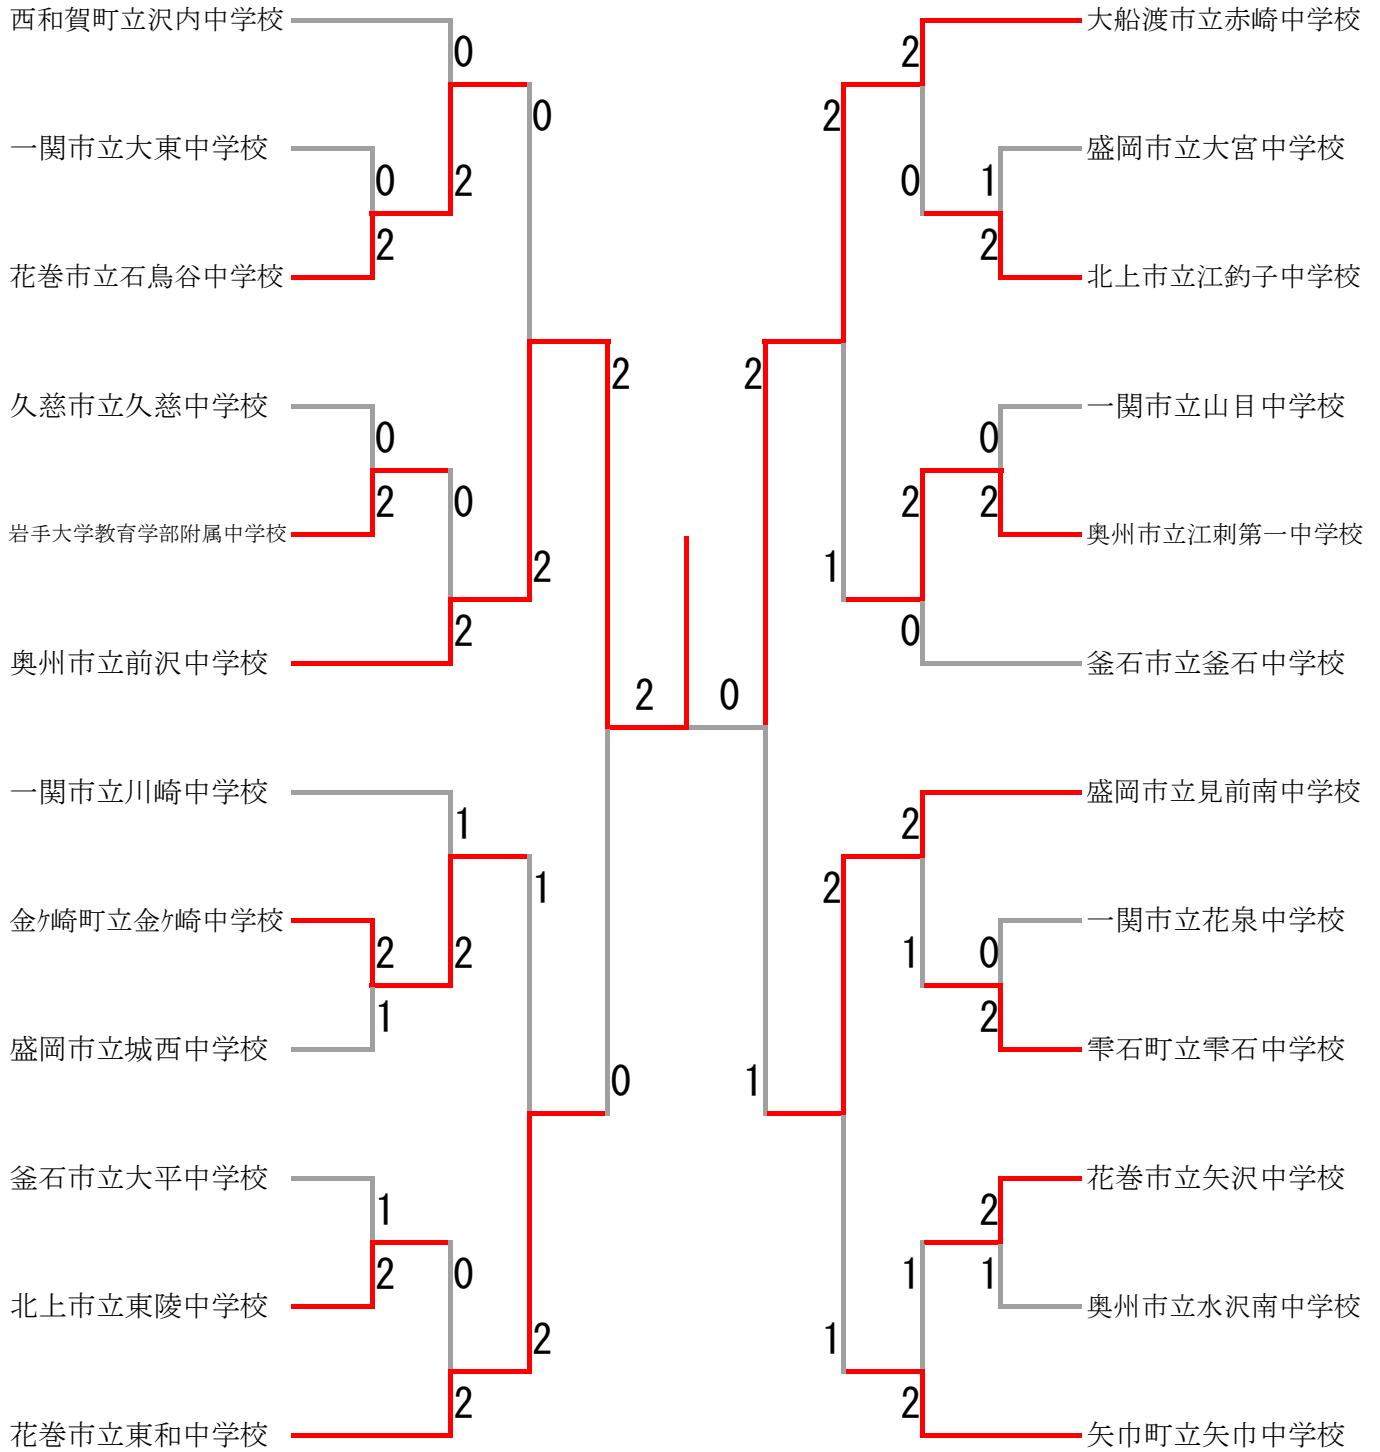 西和賀町立沢内中学校
大船渡市立赤崎中学校
0
2
0
2
一関市立大東中学校
盛岡市立大宮中学校
0
2
0
1
2
2
花巻市立石鳥谷中学校
北上市立江釣子中学校
2
2
久慈市立久慈中学校
一関市立山目中学校
0
0
2
0
2
2
岩手大学教育学部附属中学校
奥州市立江刺第一中学校
2
1
2
0
奥州市立前沢中学校
釜石市立釜石中学校
2
0
一関市立川崎中学校
盛岡市立見前南中学校
1
2
1
2
金ケ崎町立金ケ崎中学校
一関市立花泉中学校
2
2
1
0
1
2
盛岡市立城西中学校
雫石町立雫石中学校
0
1
釜石市立大平中学校
花巻市立矢沢中学校
1
2
2
0
1
1
北上市立東陵中学校
奥州市立水沢南中学校
2
1
2
2
花巻市立東和中学校
矢巾町立矢巾中学校